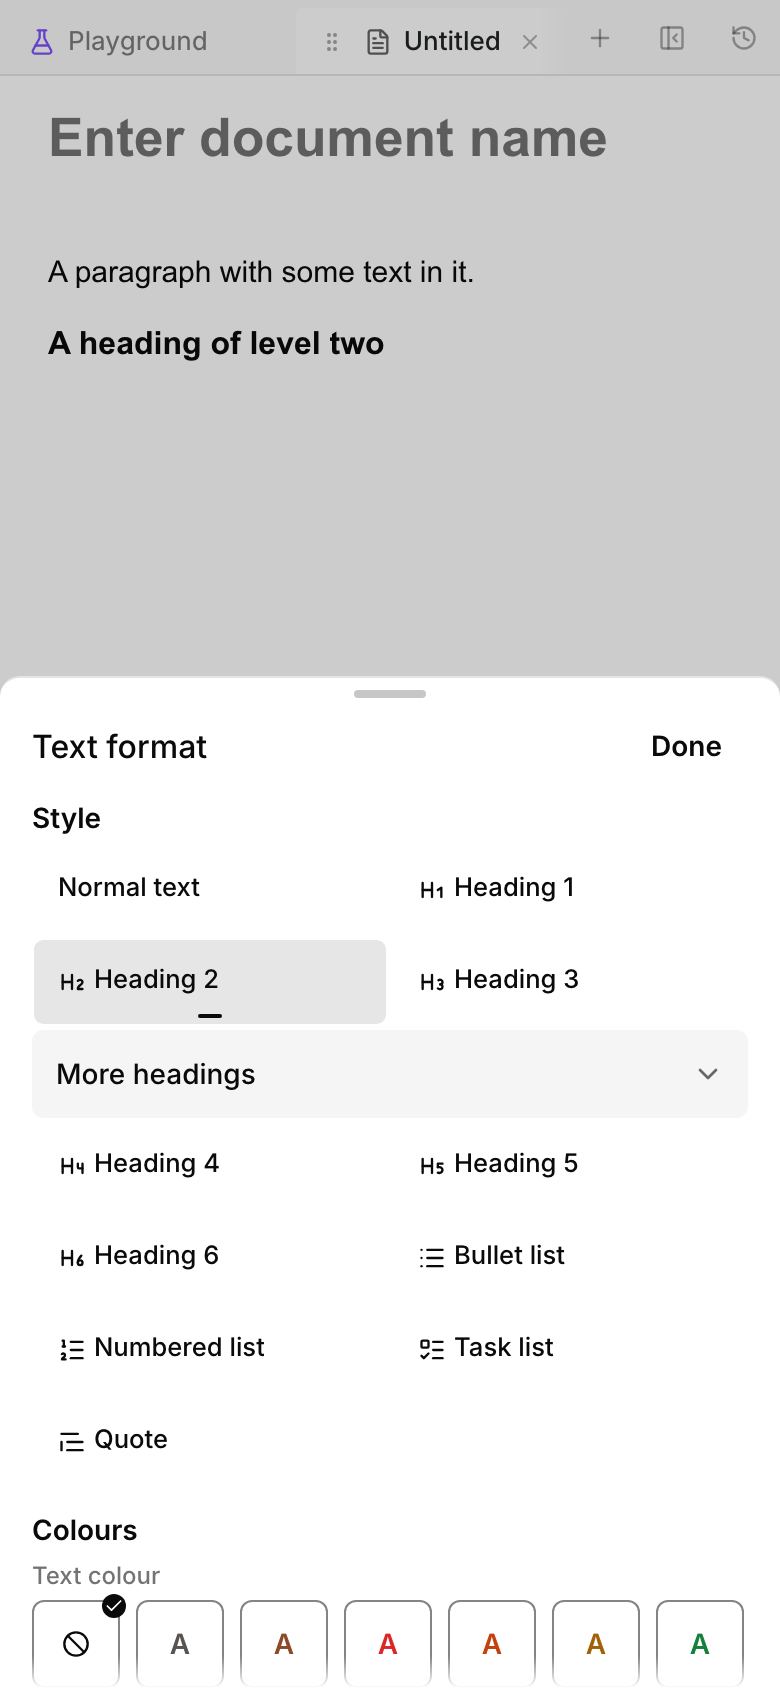 Playground
Untitled
Enter document name
A paragraph with some text in it.
A heading of level two
Text format
Done
Style
Normal text
H1 Heading 1
H2 Heading 2
H3 Heading 3
More headings
H4 Heading 4
H5 Heading 5
H6 Heading 6
Bullet list
Numbered list
Task list
Quote
Colours
Text colour
A A A A A A